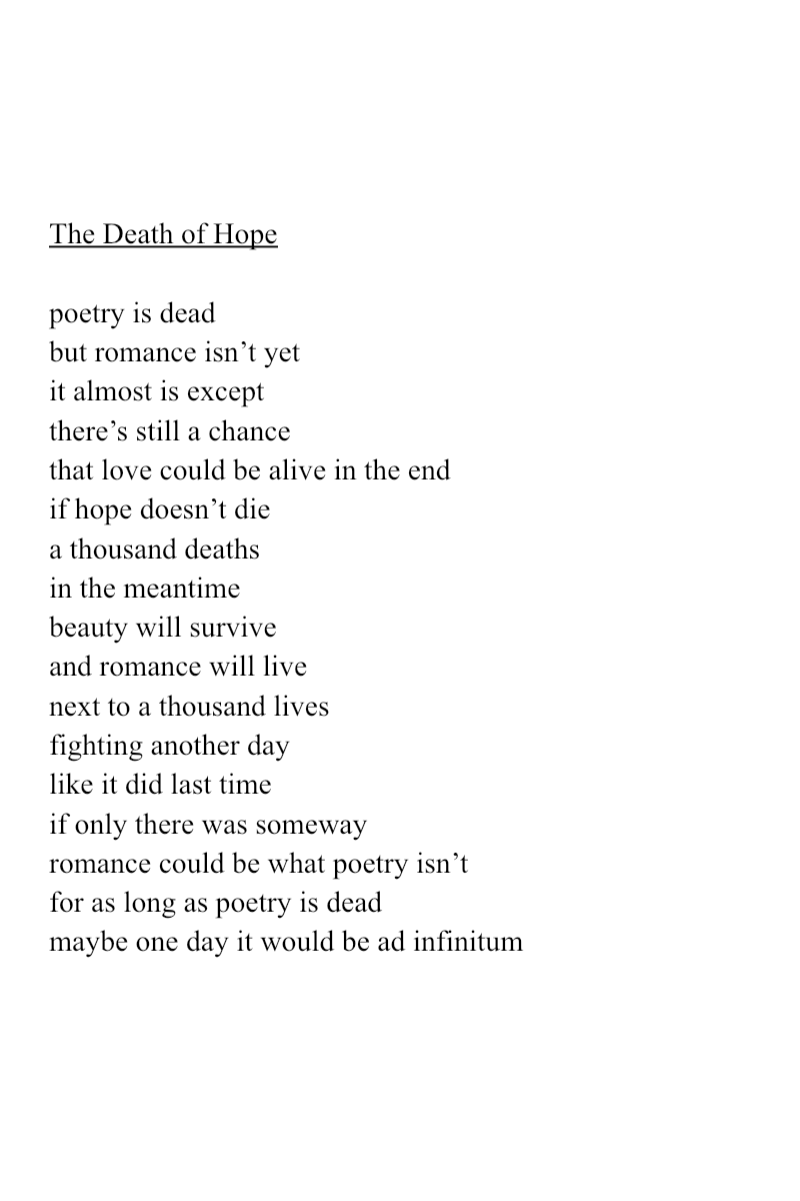 The Death of Hope
poetry is dead
but romance isn’t yet
it almost is except
there’s still a chance
that love could be alive in the end
if hope doesn’t die
a thousand deaths
in the meantime
beauty will survive
and romance will live
next to a thousand lives
fighting another day
like it did last time
if only there was someway
romance could be what poetry isn’t
for as long as poetry is dead
maybe one day it would be ad infinitum